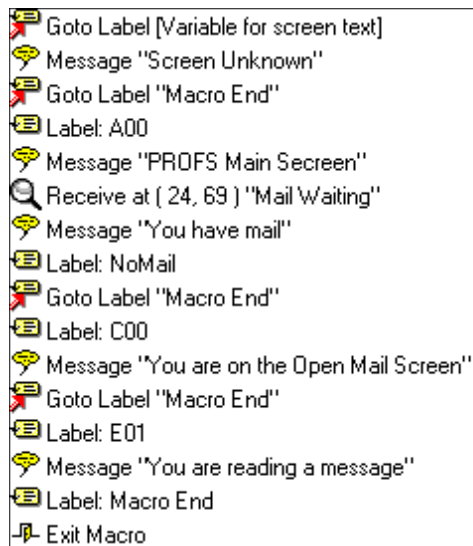 Goto Label [Variable for screen text]
Message "Screen Unknown"
Goto Label "Macro End"
Label: A00
Message "PROFS Main Secreen"
Receive at ( 24, 69 ) "Mail Waiting"
Message "You have mail"
Label: NoMail
Goto Label "Macro End"
Label: C00
Message "You are on the Open Mail Screen"
Goto Label "Macro End"
Label: E01
Message "You are reading a message"
Label: Macro End
Exit Macro